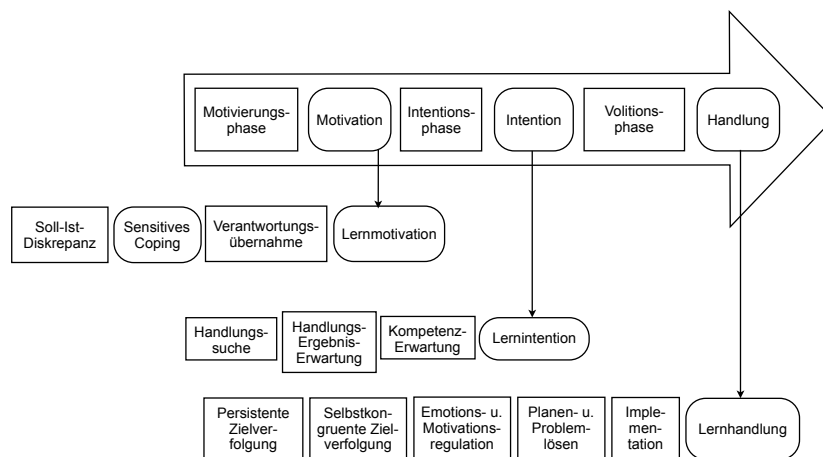 Motivierungs-
phase
Motivation
Intentions-
phase
Intention
Volitions-
phase
Handlung
Soll-Ist-
Diskrepanz
Sensitives
Coping
Verantwortungs-
übernahme
Lernmotivation
Handlungs-
suche
Handlungs-
Ergebnis-
Erwartung
Kompetenz-
Erwartung
Lernintention
Persistente
Zielver-
folgung
Selbstkon-
gruente Ziel-
verfolgung
Emotions- u.
Motivations-
regulation
Planen- u.
Problem-
lösen
Imple-
men-
tation
Lernhandlung